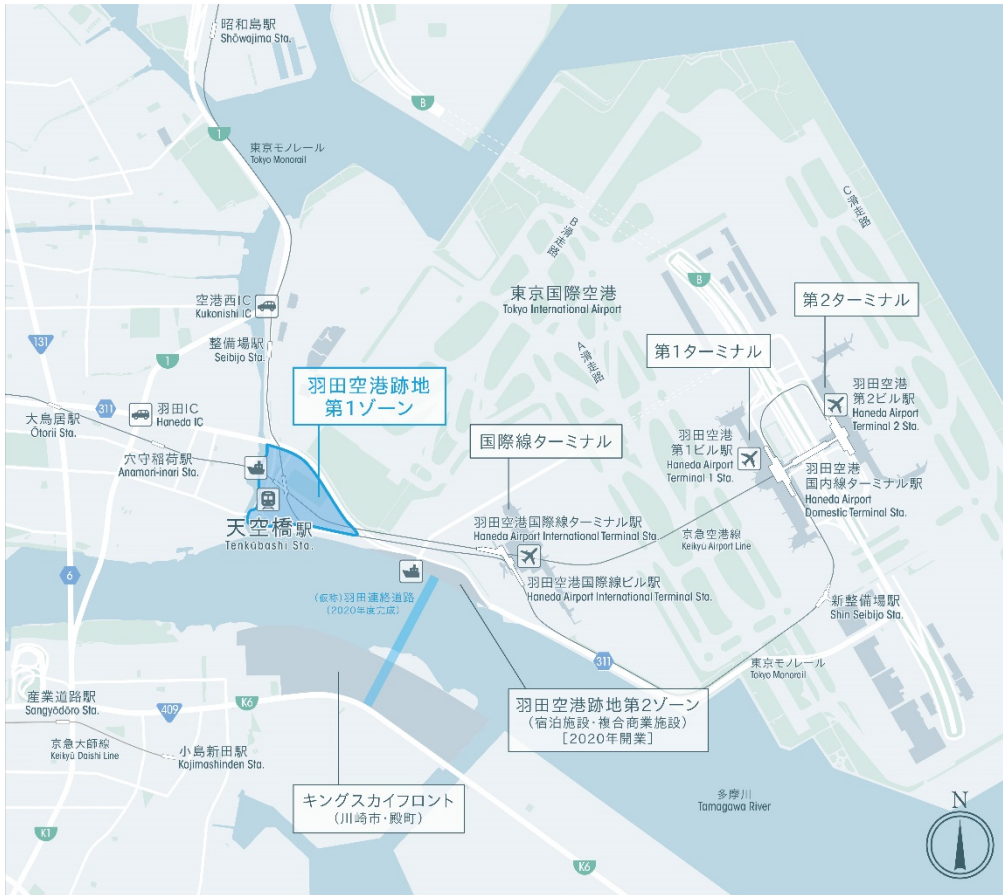 昭和島駅
Shōwajima Sta.
B
1
東京モノレール
Tokyo Monorail
C滑走路
B滑走路
空港西IC
Kukonishi IC
東京国際空港
Tokyo International Airport
B
第2ターミナル
131
整備場駅
Seibijo Sta.
1
A滑走路
第1ターミナル
羽田空港跡地
第1ゾーン
羽田空港
第2ビル駅
Haneda Airport
Terminal 2 Sta.
311
羽田IC
Haneda IC
大鳥居駅
Ōtorii Sta.
国際線ターミナル
羽田空港
第1ビル駅
Haneda Airport
Terminal 1 Sta.
穴守稲荷駅
Anamori-inari Sta.
羽田空港
国内線ターミナル駅
Haneda Airport
Domestic Terminal Sta.
天空橋駅
Tenkūbashi Sta.
羽田空港国際線ターミナル駅
Haneda Airport International Terminal Sta.
京急空港線
Keikyu Airport Line
6
(仮称)羽田連絡道路
(2020年度完成)
羽田空港国際線ビル駅
Haneda Airport International Terminal Sta.
新整備場駅
Shin Seibijo Sta.
311
東京モノレール
Tokyo Monorail
産業道路駅
Sangyōdōro Sta.
409
K6
羽田空港跡地第2ゾーン
(宿泊施設・複合商業施設)
[2020年開業]
京急大師線
Keikyū Daishi Line
小島新田駅
Kojimashinden Sta.
キングスカイフロント
(川崎市・殿町)
多摩川
Tamagawa River
N
K1
K6